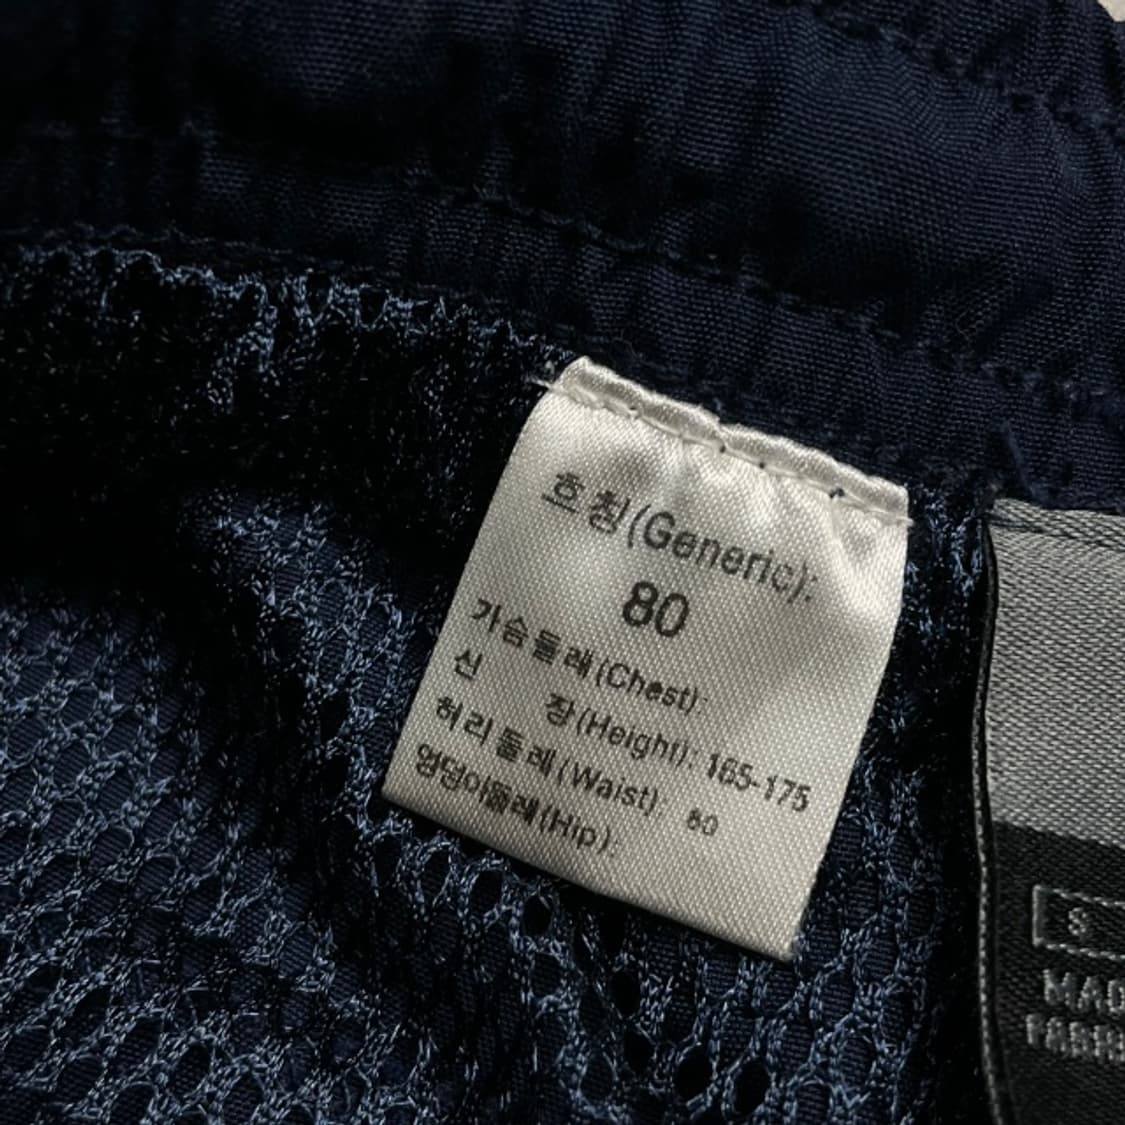 호칭(Generic):
80
가슴둘레(Chest):
신 장(Height): 165-175
허리둘레(Waist): 80
엉덩이둘레(Hip):
S
MAD
FABR